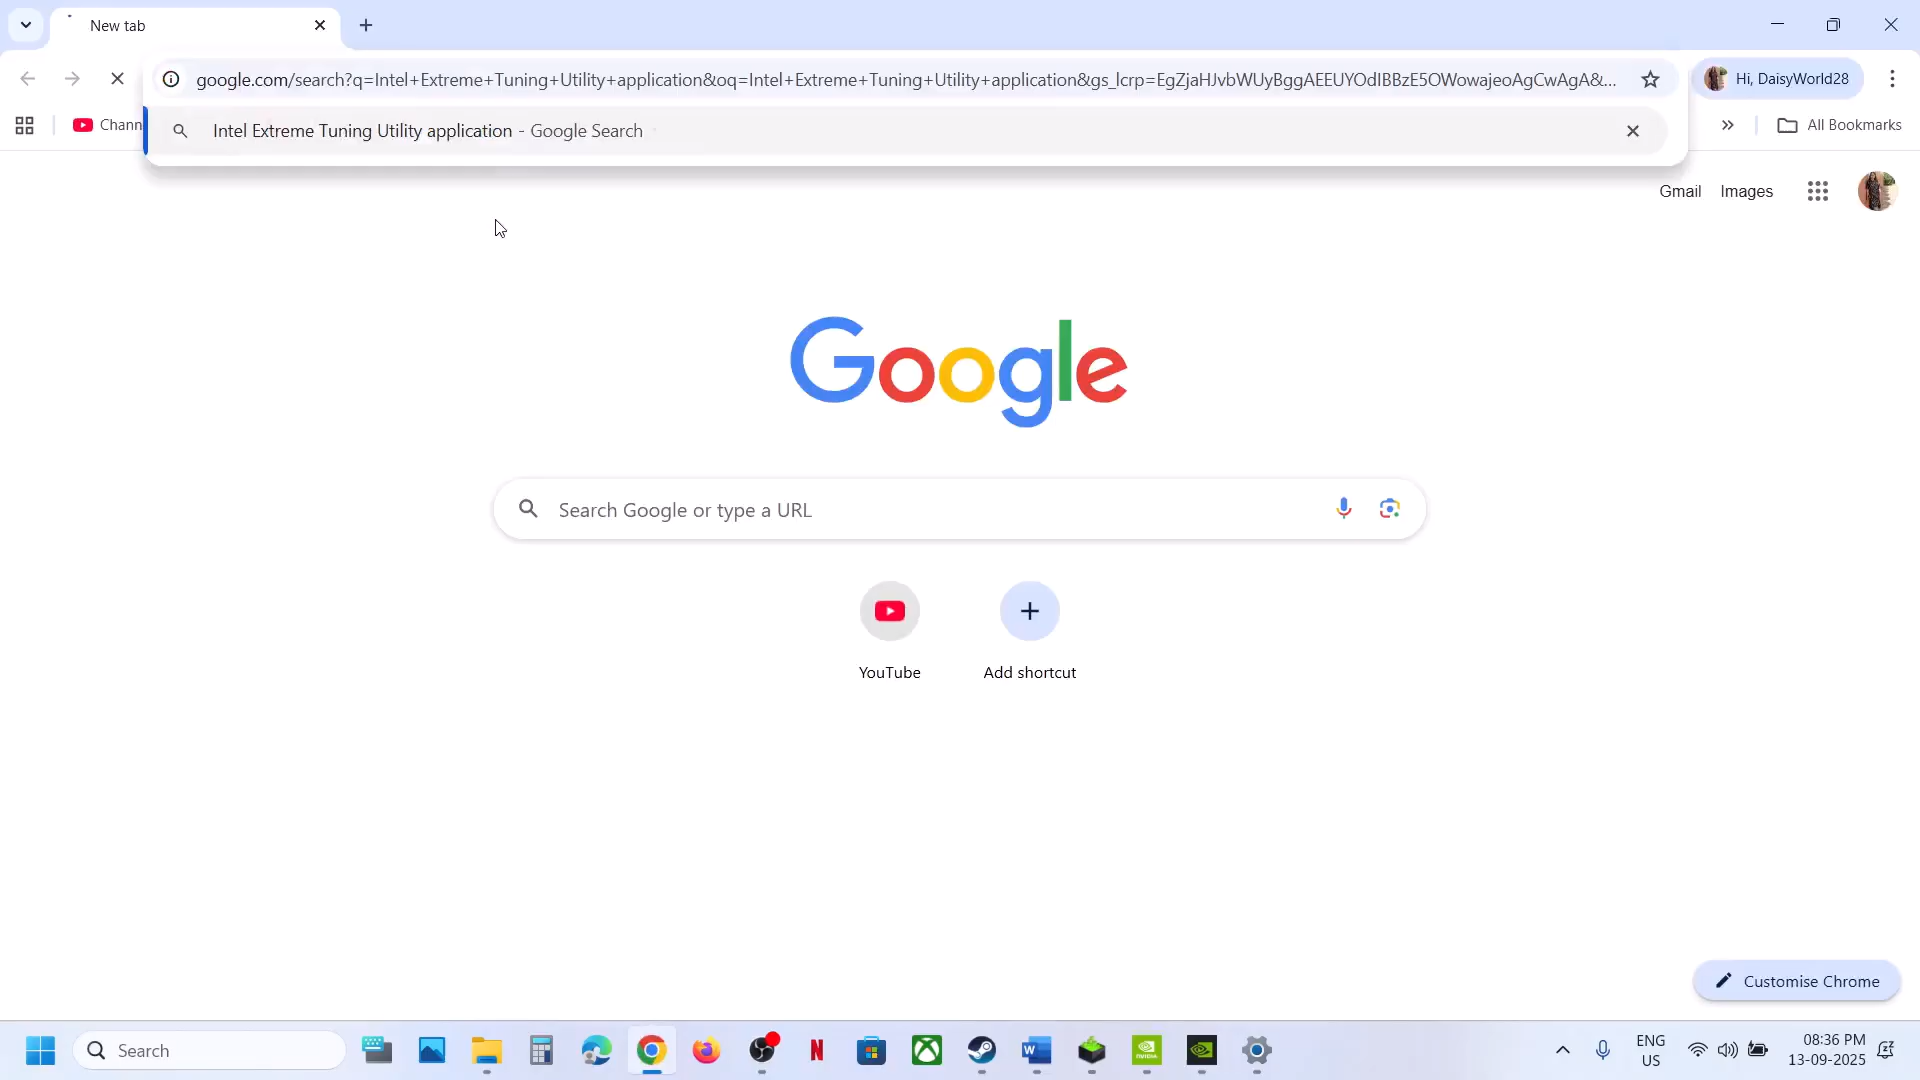 New tab
google.com/search?q=Intel+Extreme+Tuning+Utility+application&oq=Intel+Extreme+Tuning+Utility+application&gs_lcrp=EgZjaHJvbWUyBggAEEUYOdIBBzE5OWowajeoAgCwAgA&...
Hi, DaisyWorld28
Chann
Intel Extreme Tuning Utility application - Google Search
All Bookmarks
Gmail
Images
Google
Search Google or type a URL
YouTube
Add shortcut
Customise Chrome
Search
ENG
US
08:36 PM
13-09-2025